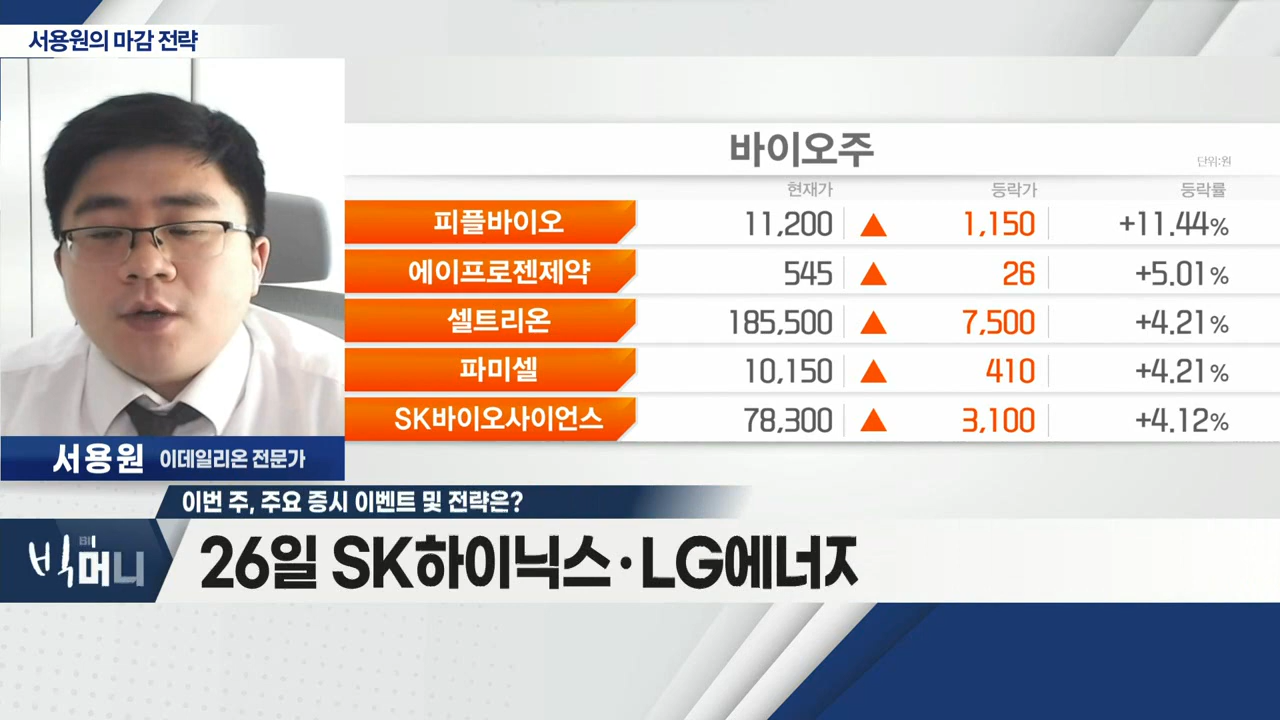 서용원의 마감 전략
바이오주
단위:원
현재가 등락가 등락률
피플바이오 11,200 ▲ 1,150 +11.44%
에이프로젠제약 545 ▲ 26 +5.01%
셀트리온 185,500 ▲ 7,500 +4.21%
파미셀 10,150 ▲ 410 +4.21%
SK바이오사이언스 78,300 ▲ 3,100 +4.12%
서용원 이데일리온 전문가
이번 주, 주요 증시 이벤트 및 전략은?
빅머니
26일 SK하이닉스·LG에너지